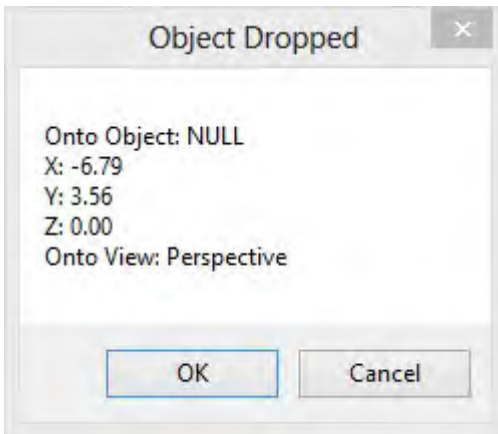 Object Dropped
Onto Object: NULL
X: -6.79
Y: 3.56
Z: 0.00
Onto View: Perspective
OK
Cancel